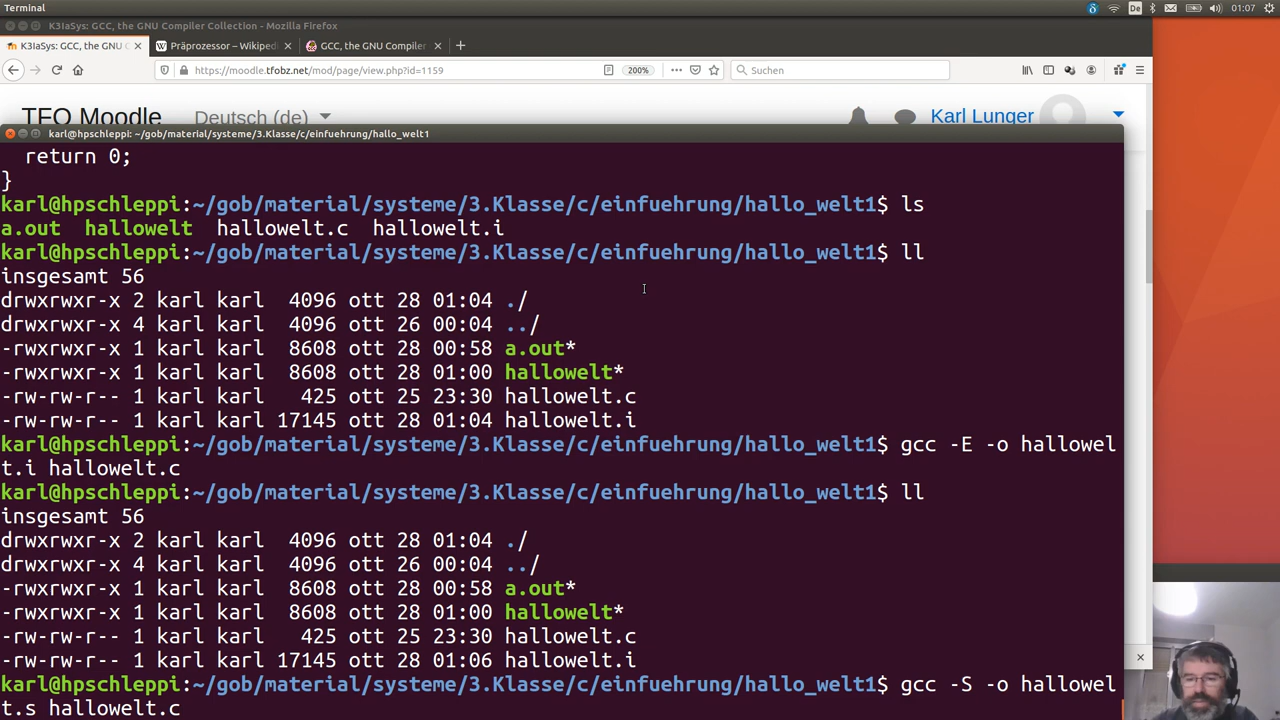 Terminal
De
01:07
K3IaSys: GCC, the GNU Compiler Collection - Mozilla Firefox
K3IaSys: GCC, the GNU C
Präprozessor – Wikiped
GCC, the GNU Compiler
https://moodle.tfobz.net/mod/page/view.php?id=1159
200%
Suchen
TFO Moodle
Deutsch (de)
Karl Lunger
karl@hpschleppi: ~/gob/material/systeme/3.Klasse/c/einfuehrung/hallo_welt1
return 0;
}
karl@hpschleppi:~/gob/material/systeme/3.Klasse/c/einfuehrung/hallo_welt1$ ls
a.out  hallowelt  hallowelt.c  hallowelt.i
karl@hpschleppi:~/gob/material/systeme/3.Klasse/c/einfuehrung/hallo_welt1$ ll
insgesamt 56
drwxrwxr-x 2 karl karl  4096 ott 28 01:04 ./
drwxrwxr-x 4 karl karl  4096 ott 26 00:04 ../
-rwxrwxr-x 1 karl karl  8608 ott 28 00:58 a.out*
-rwxrwxr-x 1 karl karl  8608 ott 28 01:00 hallowelt*
-rw-rw-r-- 1 karl karl   425 ott 25 23:30 hallowelt.c
-rw-rw-r-- 1 karl karl 17145 ott 28 01:04 hallowelt.i
karl@hpschleppi:~/gob/material/systeme/3.Klasse/c/einfuehrung/hallo_welt1$ gcc -E -o hallowel
t.i hallowelt.c
karl@hpschleppi:~/gob/material/systeme/3.Klasse/c/einfuehrung/hallo_welt1$ ll
insgesamt 56
drwxrwxr-x 2 karl karl  4096 ott 28 01:04 ./
drwxrwxr-x 4 karl karl  4096 ott 26 00:04 ../
-rwxrwxr-x 1 karl karl  8608 ott 28 00:58 a.out*
-rwxrwxr-x 1 karl karl  8608 ott 28 01:00 hallowelt*
-rw-rw-r-- 1 karl karl   425 ott 25 23:30 hallowelt.c
-rw-rw-r-- 1 karl karl 17145 ott 28 01:06 hallowelt.i
karl@hpschleppi:~/gob/material/systeme/3.Klasse/c/einfuehrung/hallo_welt1$ gcc -S -o hallowel
t.s hallowelt.c